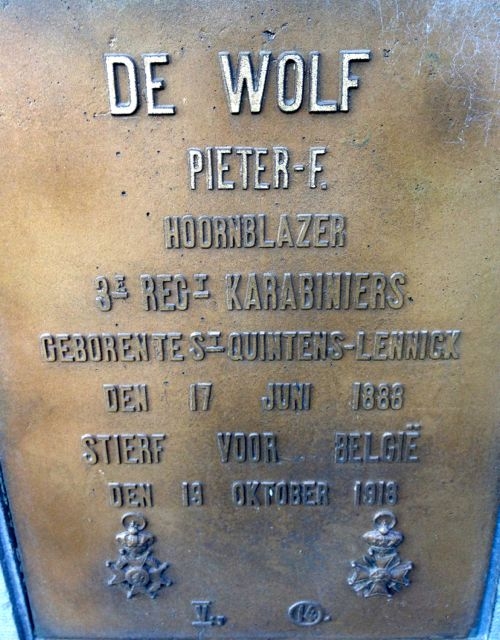 DE WOLF
PIETER-F.
HOORNBLAZER
3E REGT KARABINIERS
GEBOREN TE ST QUINTENS-LENNICK
DEN 17 JUNI 1888
STIERF VOOR BELGIË
DEN 19 OKTOBER 1918
V.